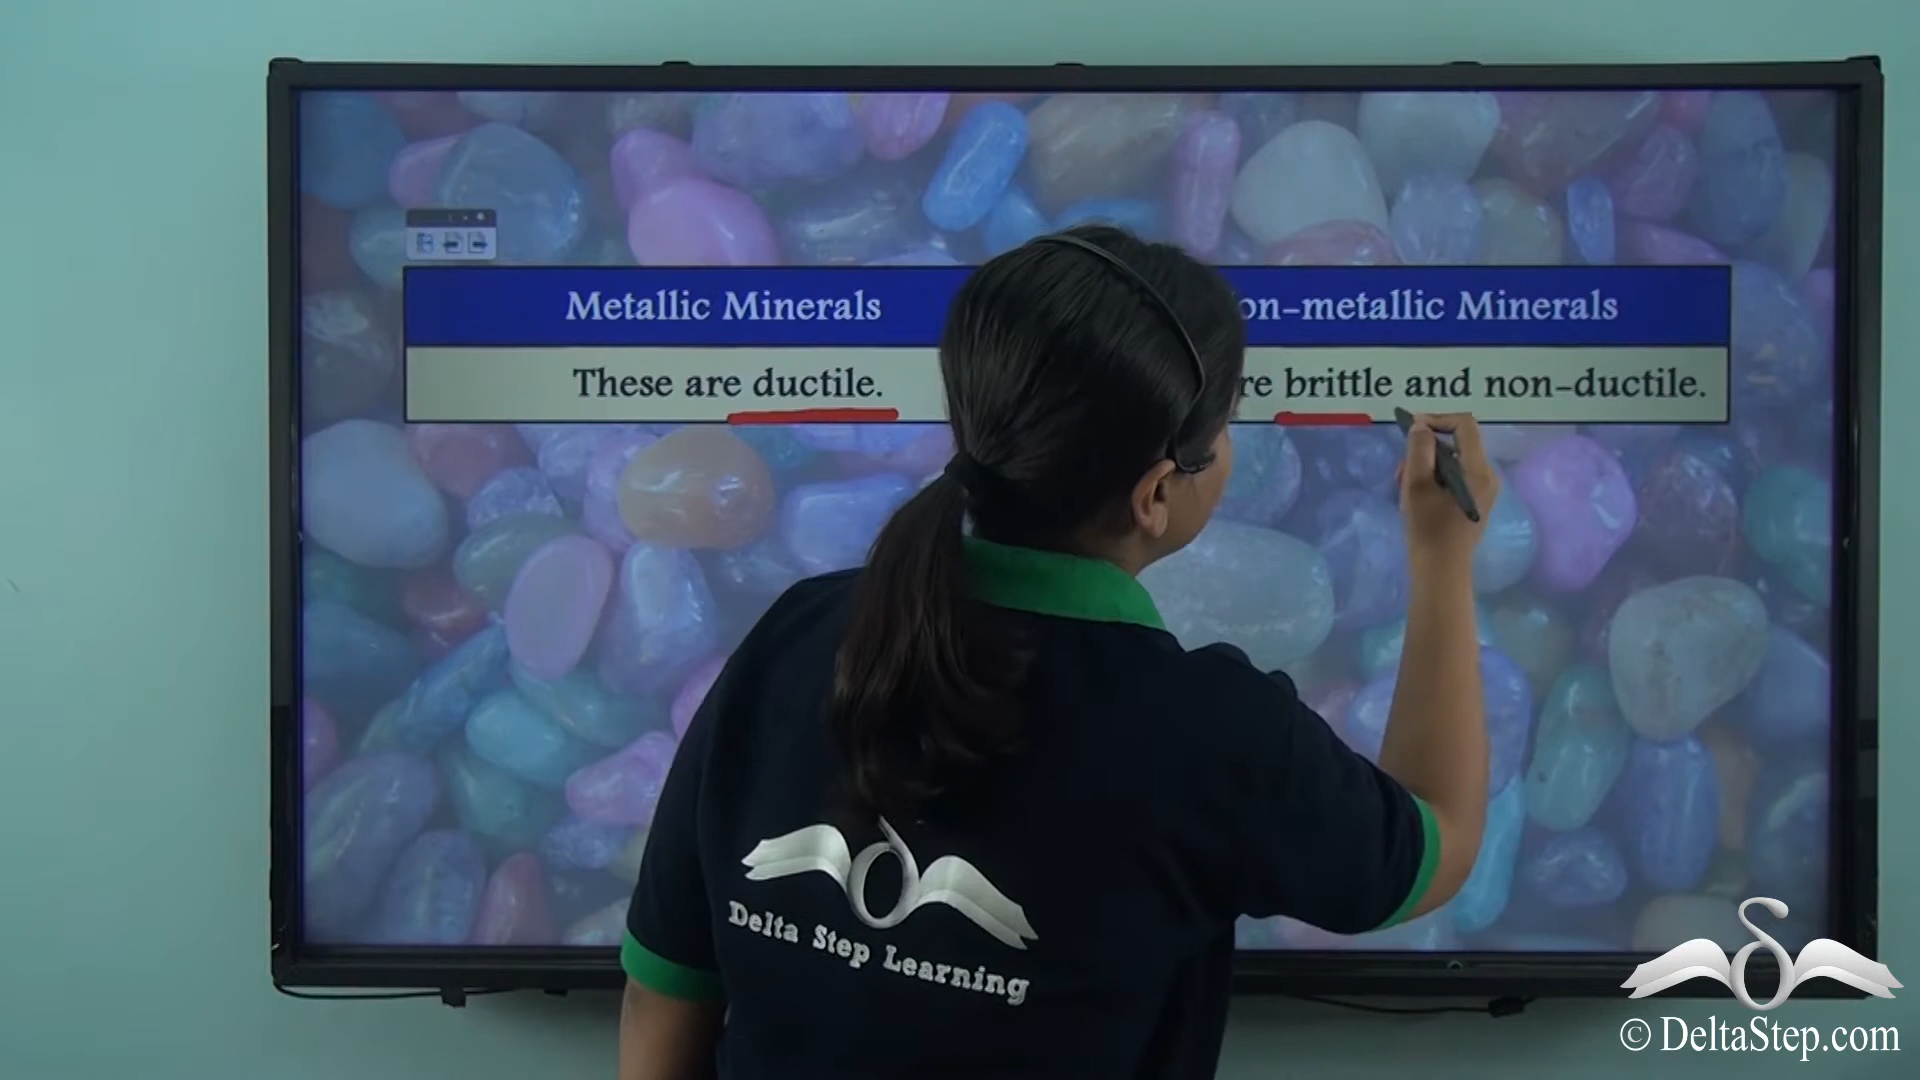 Metallic Minerals
on-metallic Minerals
These are ductile.
re brittle and non-ductile.
Delta Step Learning
© DeltaStep.com